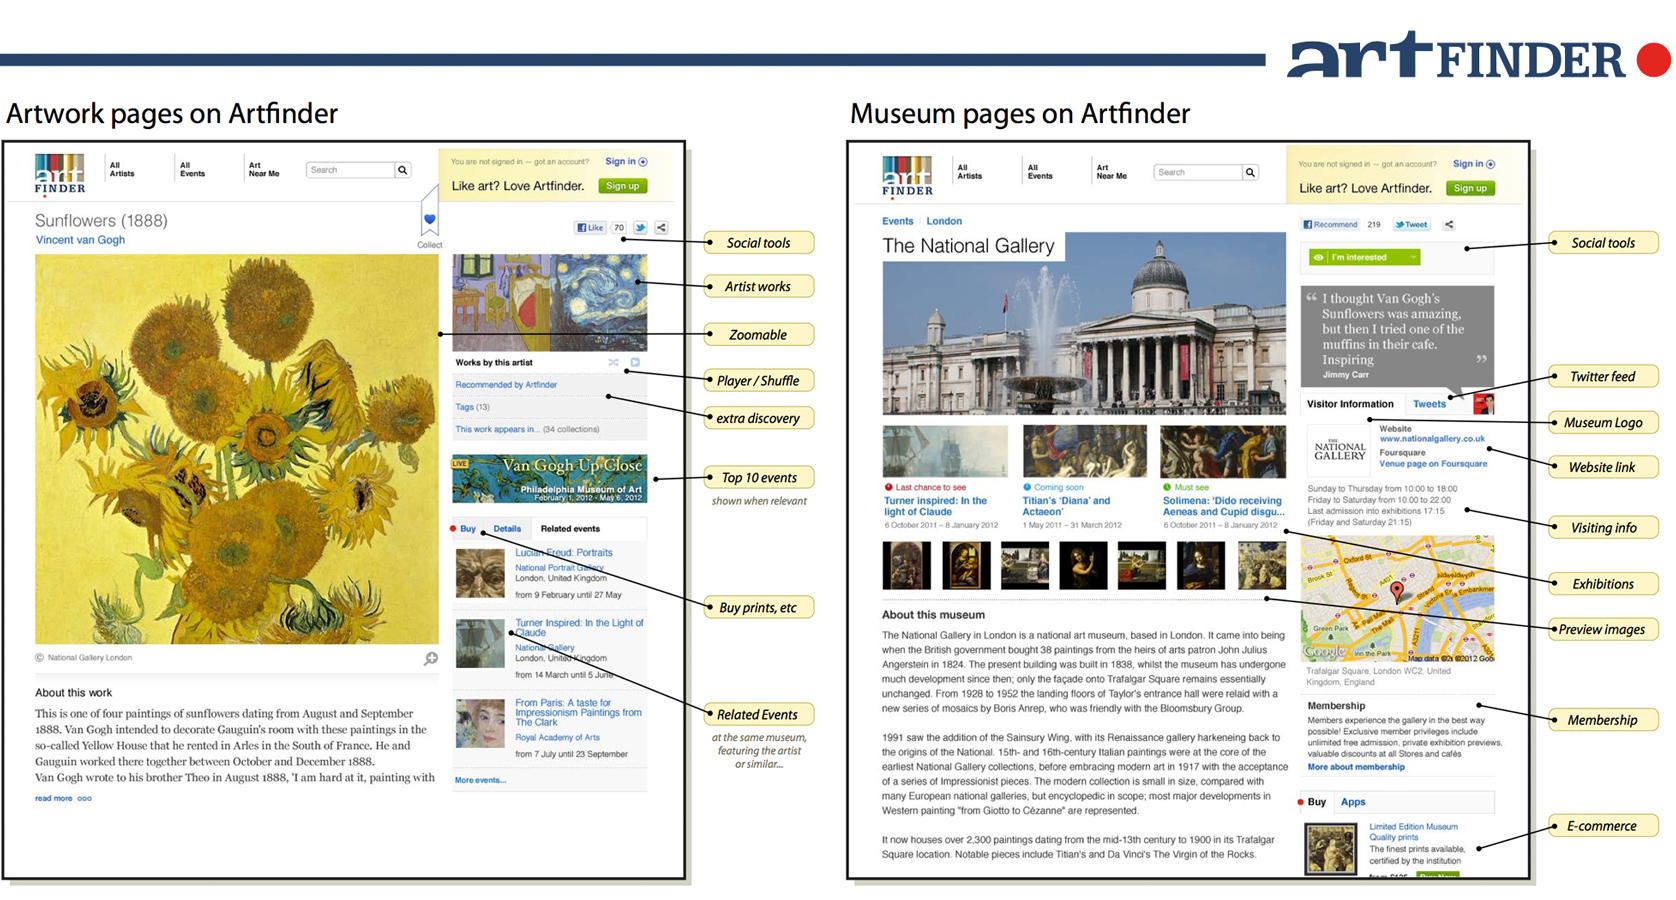 art FINDER
Artwork pages on Artfinder
art FINDER
All Artists
All Events
Art Near Me
Search
You are not signed in -- got an account?
Sign in
Like art? Love Artfinder.
Sign up
Sunflowers (1888)
Vincent van Gogh
Collect
Like
70
Works by this artist
Recommended by Artfinder
Tags (13)
This work appears in... (34 collections)
LIVE
Van Gogh Up Close
Philadelphia Museum of Art
February 1, 2012 - May 6, 2012
Buy
Details
Related events
Lucian Freud: Portraits
National Portrait Gallery
London, United Kingdom
from 9 February until 27 May
Turner Inspired: In the Light of
Claude
National Gallery
London, United Kingdom
from 14 March until 5 June
From Paris: A taste for
Impressionism Paintings from
The Clark
Royal Academy of Arts
from 7 July until 23 September
More events...
© National Gallery London
About this work
This is one of four paintings of sunflowers dating from August and September
1888. Van Gogh intended to decorate Gauguin's room with these paintings in the
so-called Yellow House that he rented in Arles in the South of France. He and
Gauguin worked there together between October and December 1888.
Van Gogh wrote to his brother Theo in August 1888, 'I am hard at it, painting with
read more
Social tools
Artist works
Zoomable
Player / Shuffle
extra discovery
Top 10 events
shown when relevant
Buy prints, etc
Related Events
at the same museum,
featuring the artist
or similar...
Museum pages on Artfinder
art FINDER
All Artists
All Events
Art Near Me
Search
You are not signed in -- got an account?
Sign in
Like art? Love Artfinder.
Sign up
Events
London
The National Gallery
Recommend
219
Tweet
I'm interested
“ I thought Van Gogh's
Sunflowers was amazing,
but then I tried one of the
muffins in their cafe.
Inspiring ”
Jimmy Carr
Visitor Information
Tweets
THE
NATIONAL
GALLERY
Website
www.nationalgallery.co.uk
Foursquare
Venue page on Foursquare
Sunday to Thursday from 10:00 to 18:00
Friday to Saturday from 10:00 to 22:00
Last admission into exhibitions 17:15
(Friday and Saturday 21:15)
Last chance to see
Turner inspired: In the
light of Claude
6 October 2011 – 8 January 2012
Coming soon
Titian's 'Diana' and
Actaeon'
1 May 2011 – 31 March 2012
Must see
Solimena: 'Dido receiving
Aeneas and Cupid disgu...
6 October 2011 – 8 January 2012
About this museum
The National Gallery in London is a national art museum, based in London. It came into being
when the British government bought 38 paintings from the heirs of arts patron John Julius
Angerstein in 1824. The present building was built in 1838, whilst the museum has undergone
much development since then; only the façade onto Trafalgar Square remains essentially
unchanged. From 1928 to 1952 the landing floors of Taylor's entrance hall were relaid with a
new series of mosaics by Boris Anrep, who was friendly with the Bloomsbury Group.
1991 saw the addition of the Sainsury Wing, with its Renaissance gallery harkeneing back to
the origins of the National. 15th- and 16th-century Italian paintings were at the core of the
earliest National Gallery collections, before embracing modern art in 1917 with the acceptance
of a series of Impressionist pieces. The modern collection is small in size, compared with
many European national galleries, but encyclopedic in scope; most major developments in
Western painting "from Giotto to Cézanne" are represented.
It now houses over 2,300 paintings dating from the mid-13th century to 1900 in its Trafalgar
Square location. Notable pieces include Titian's and Da Vinci's The Virgin of the Rocks.
Oxford St
Brook St
Regent St
A401
Strand
Aldwych
Victoria Embankment
Pall Mall
The Mall
A3211
Green Park
Inn the Park
Google
©2012
Trafalgar Square, London WC2, United
Kingdom, England
Membership
Members experience the gallery in the best way
possible! Exclusive member privileges include
unlimited free admission, private exhibition previews,
valuable discounts at all Stores and cafés
More about membership
Buy
Apps
Limited Edition Museum
Quality prints
The finest prints available,
certified by the institution
from £125
Buy Now
Social tools
Twitter feed
Museum Logo
Website link
Visiting info
Exhibitions
Preview images
Membership
E-commerce